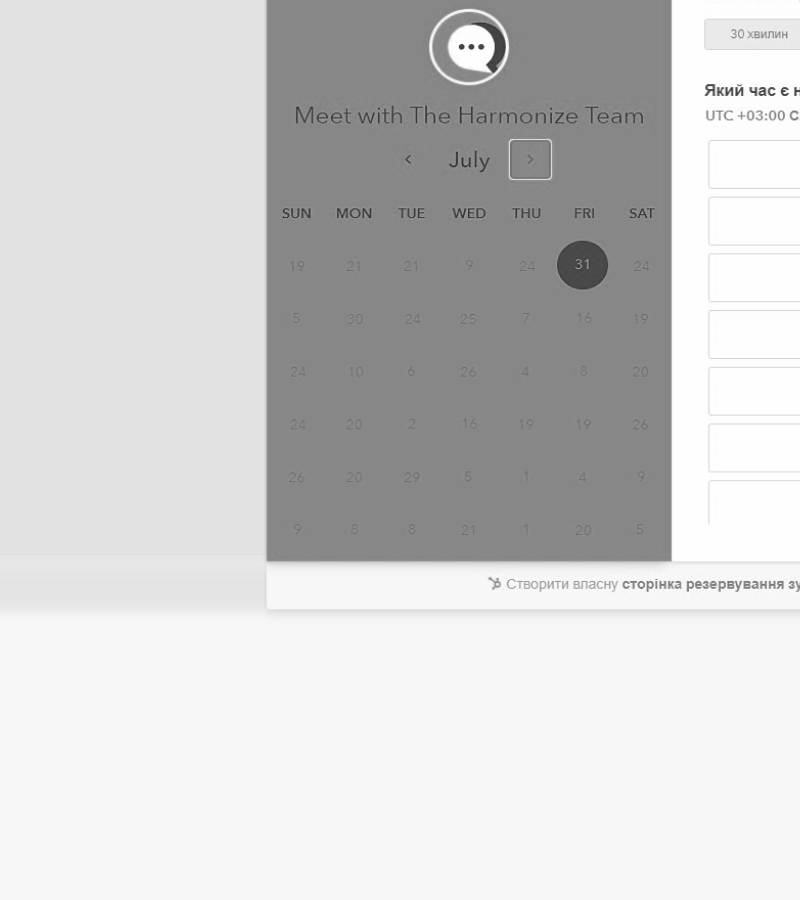 30 хвилин
Який час є
UTC +03:00
Meet with The Harmonize Team
July
SUN MON TUE WED THU FRI SAT
19 21 21 9 24 31 24
5 30 24 25 7 16 19
24 10 6 26 4 8 20
24 20 2 16 19 19 26
26 20 29 5 1 4 9
9 8 8 21 1 20 5
Створити власну сторінка резервування